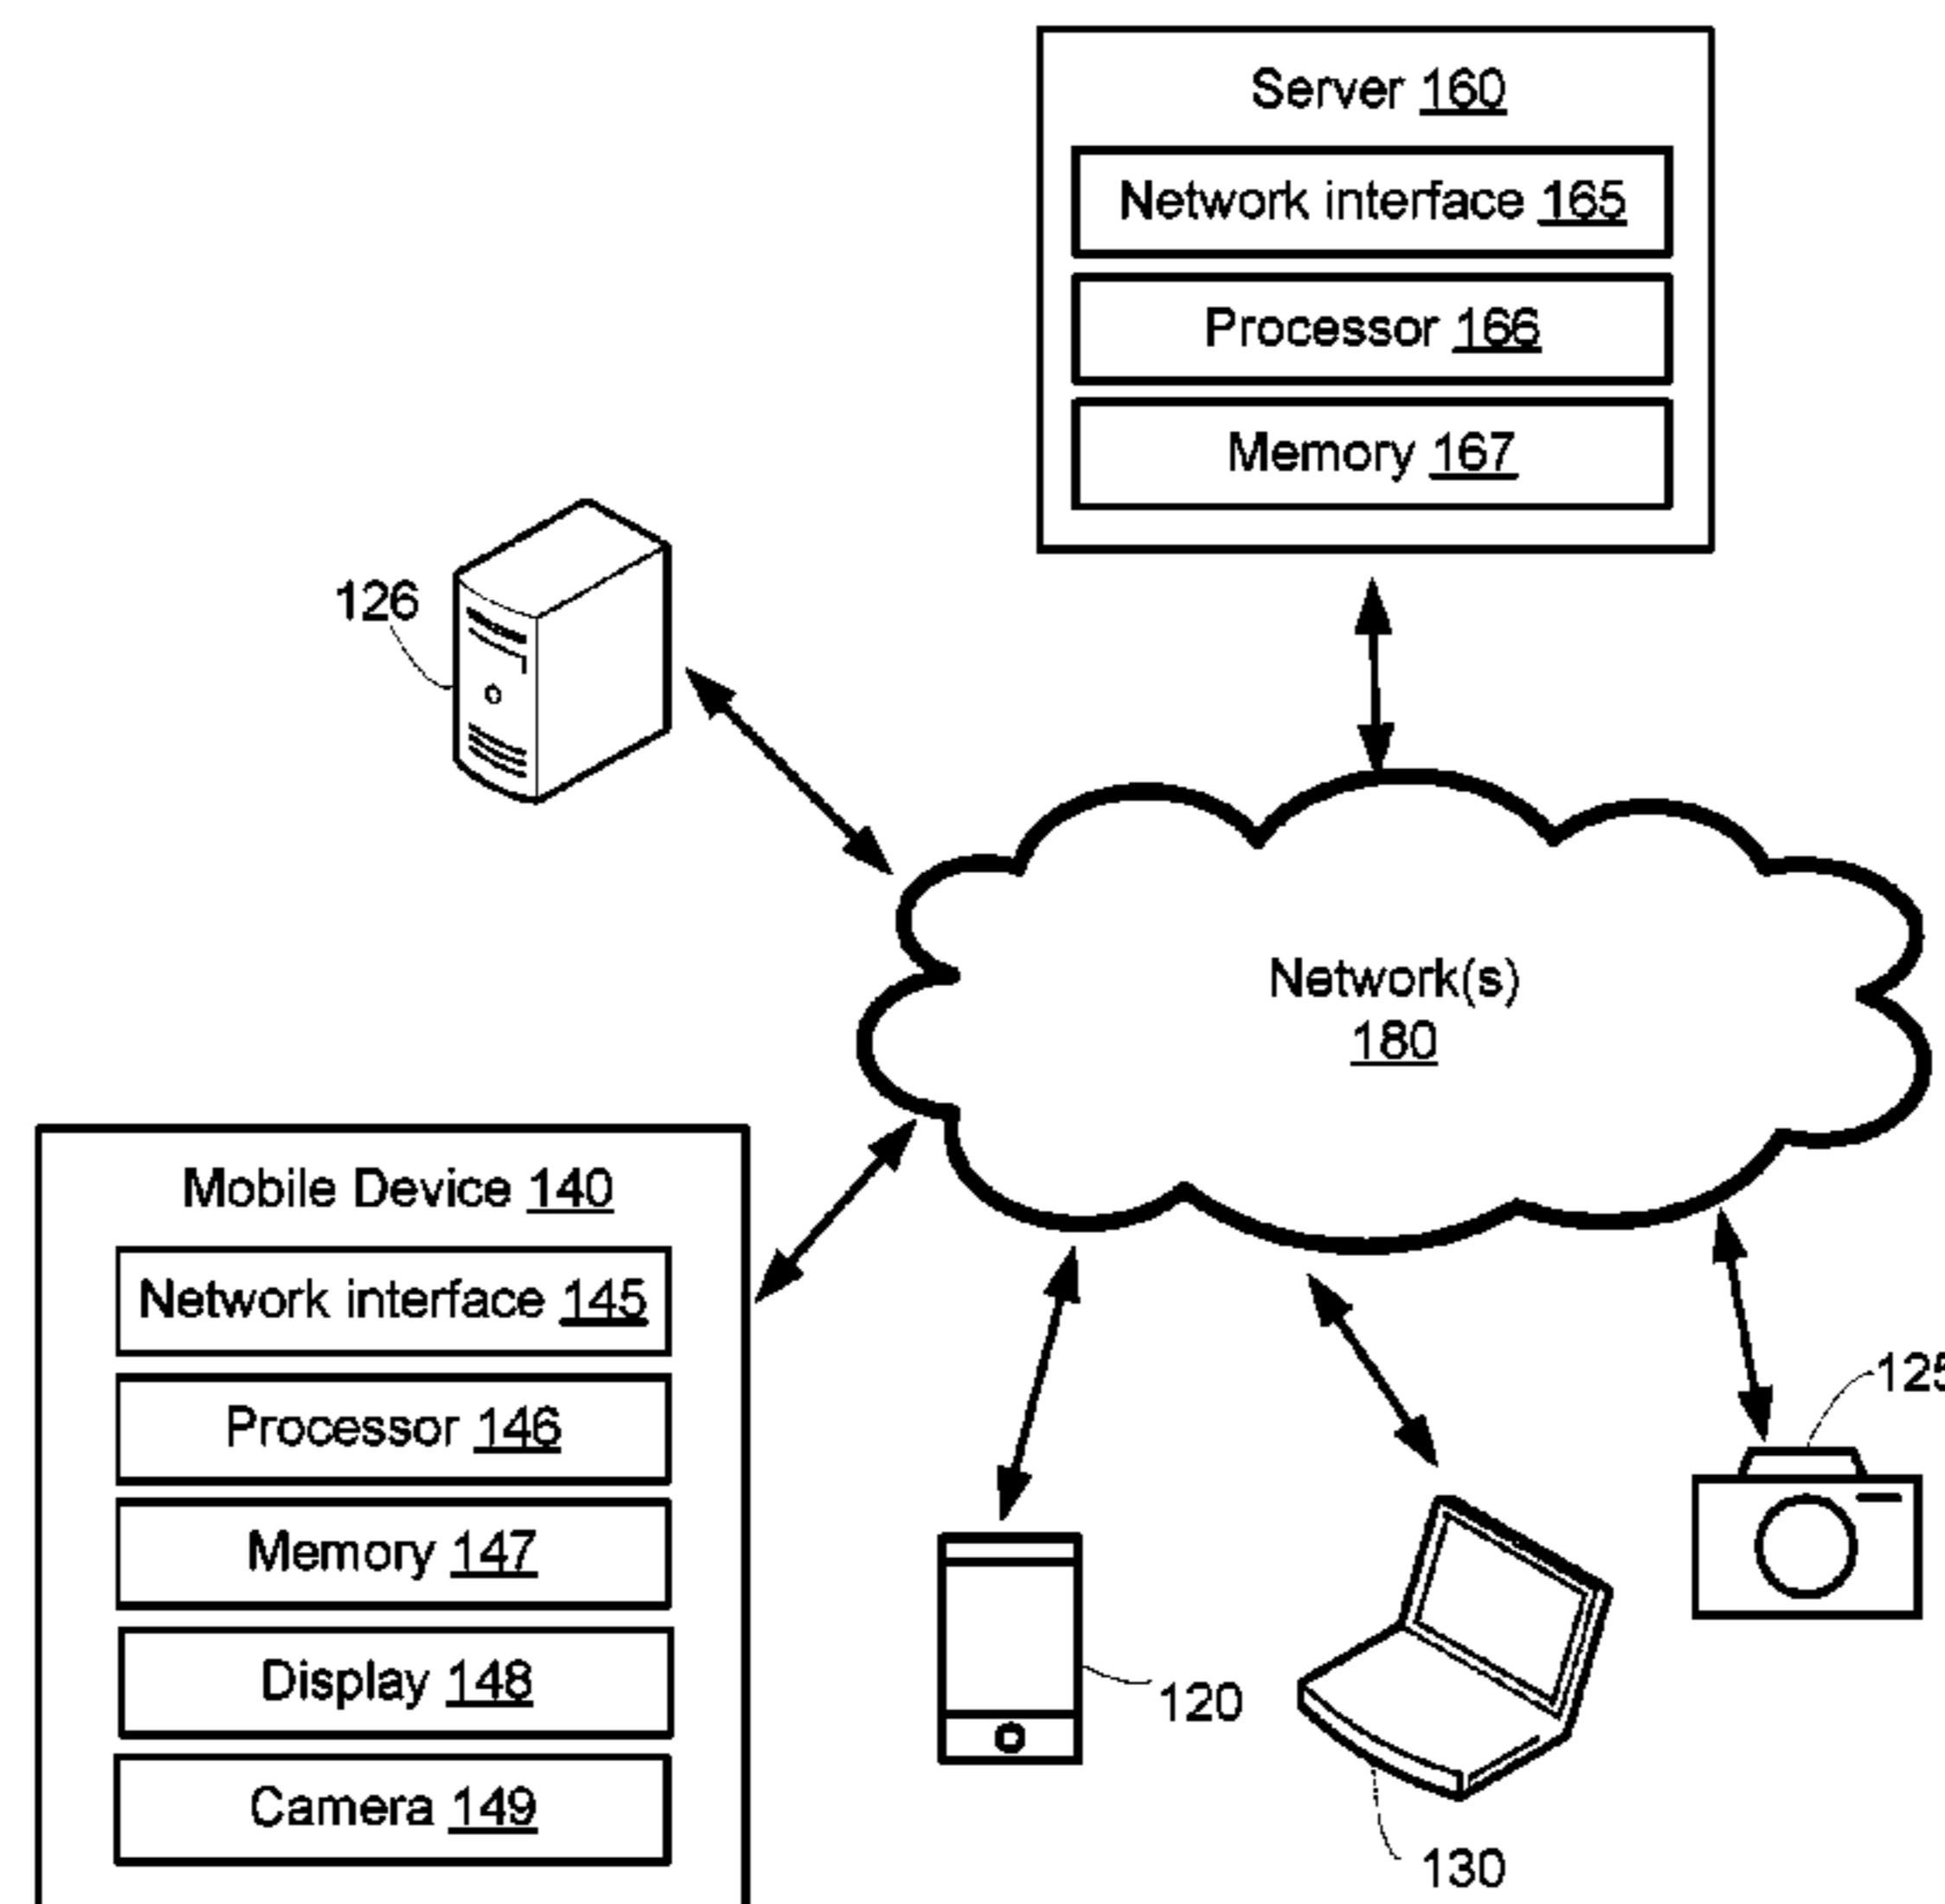 Server 160
Network interface 165
Processor 166
Memory 167
126
Network(s)
180
Mobile Device 140
Network interface 145
Processor 146
Memory 147
Display 148
Camera 149
125
120
130